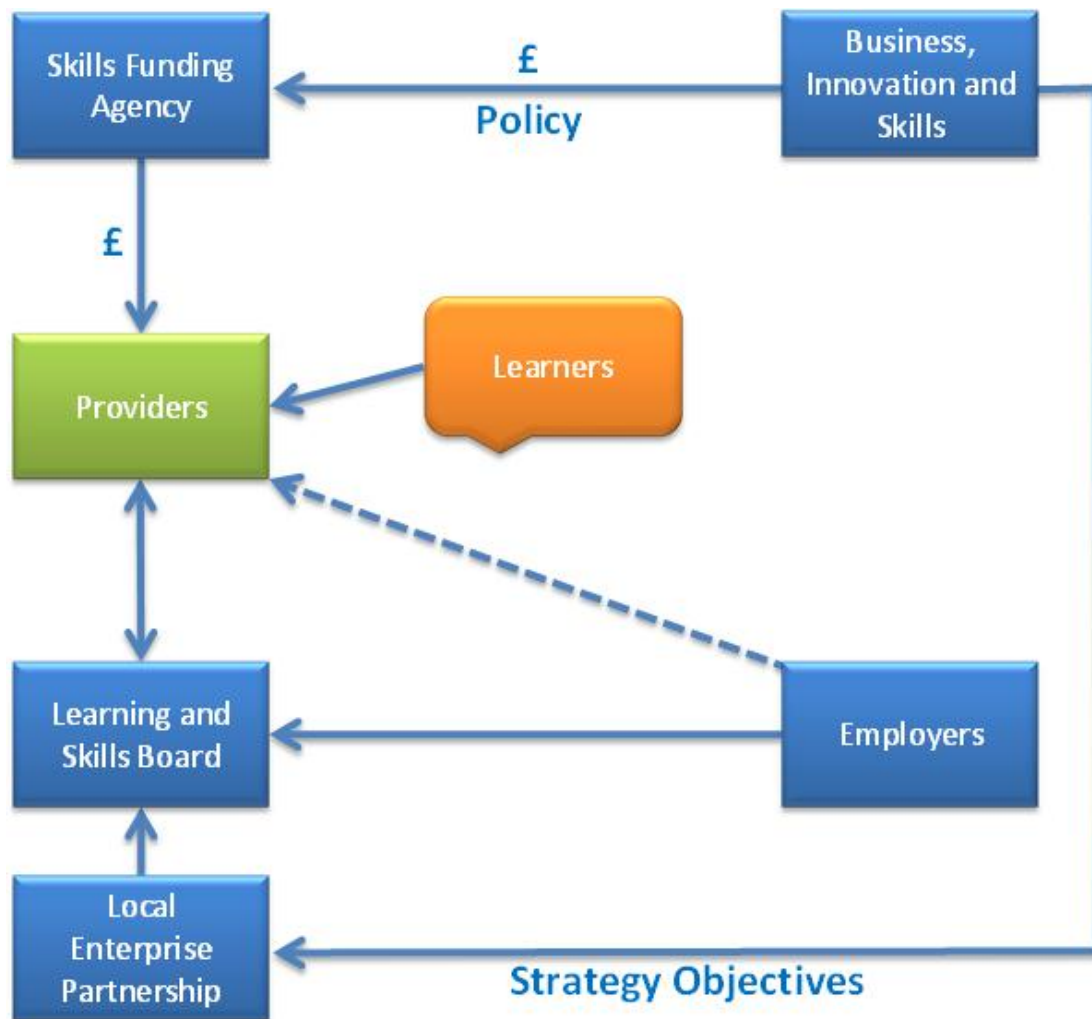 Skills Funding
Agency
£
Policy
Business,
Innovation and
Skills
£
Providers
Learners
Learning and
Skills Board
Employers
Local
Enterprise
Partnership
Strategy Objectives